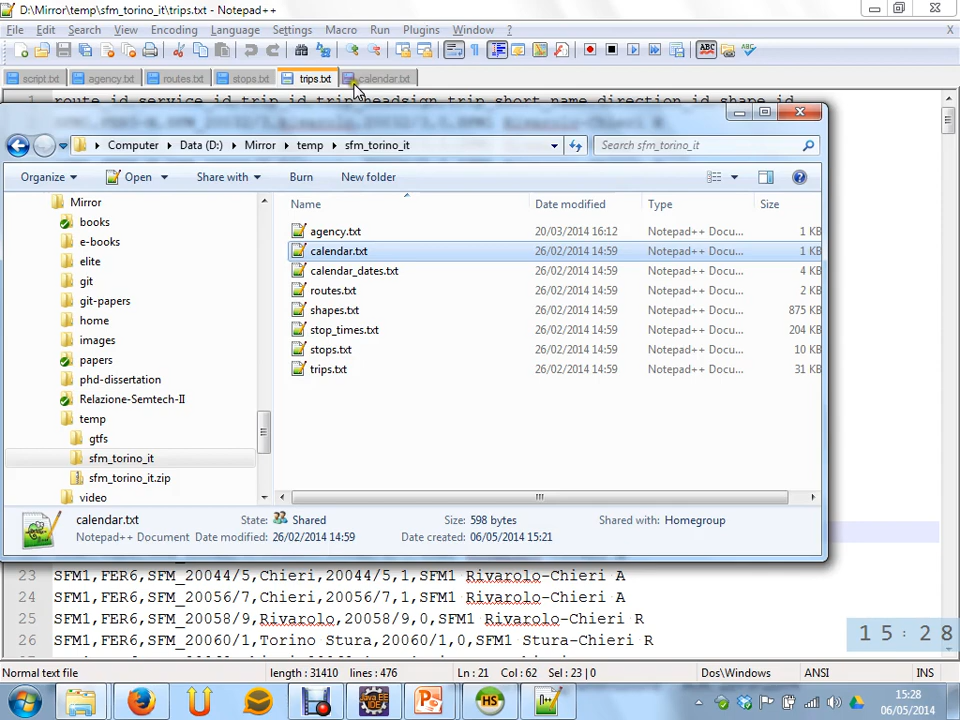 D:\Mirror\temp\sfm_torino_it\trips.txt - Notepad++
File Edit Search View Encoding Language Settings Macro Run Plugins Window ? X
script.txt agency.txt routes.txt stops.txt trips.txt calendar.txt
1 route_id,service_id,trip_id,trip_headsign,trip_short_name,direction_id,shape_id
Computer Data (D:) Mirror temp sfm_torino_it Search sfm_torino_it
Organize Open Share with Burn New folder
Mirror
books
e-books
elite
git
git-papers
home
images
papers
phd-dissertation
Relazione-Semtech-II
temp
gtfs
sfm_torino_it
sfm_torino_it.zip
video
Name Date modified Type Size
agency.txt 20/03/2014 16:12 Notepad++ Docu... 1 KB
calendar.txt 26/02/2014 14:59 Notepad++ Docu... 1 KB
calendar_dates.txt 26/02/2014 14:59 Notepad++ Docu... 4 KB
routes.txt 26/02/2014 14:59 Notepad++ Docu... 2 KB
shapes.txt 26/02/2014 14:59 Notepad++ Docu... 875 KB
stop_times.txt 26/02/2014 14:59 Notepad++ Docu... 204 KB
stops.txt 26/02/2014 14:59 Notepad++ Docu... 10 KB
trips.txt 26/02/2014 14:59 Notepad++ Docu... 31 KB
calendar.txt State: Shared Size: 598 bytes Shared with: Homegroup
Notepad++ Document Date modified: 26/02/2014 14:59 Date created: 06/05/2014 15:21
23 SFM1,FER6,SFM_20044/5,Chieri,20044/5,1,SFM1 Rivarolo-Chieri A
24 SFM1,FER6,SFM_20056/7,Chieri,20056/7,1,SFM1 Rivarolo-Chieri A
25 SFM1,FER6,SFM_20058/9,Rivarolo,20058/9,0,SFM1 Rivarolo-Chieri R
26 SFM1,FER6,SFM_20060/1,Torino Stura,20060/1,0,SFM1 Stura-Chieri R
15:28
Normal text file length : 31410 lines : 476 Ln : 21 Col : 62 Sel : 23 | 0 Dos\Windows ANSI INS
15:28
06/05/2014